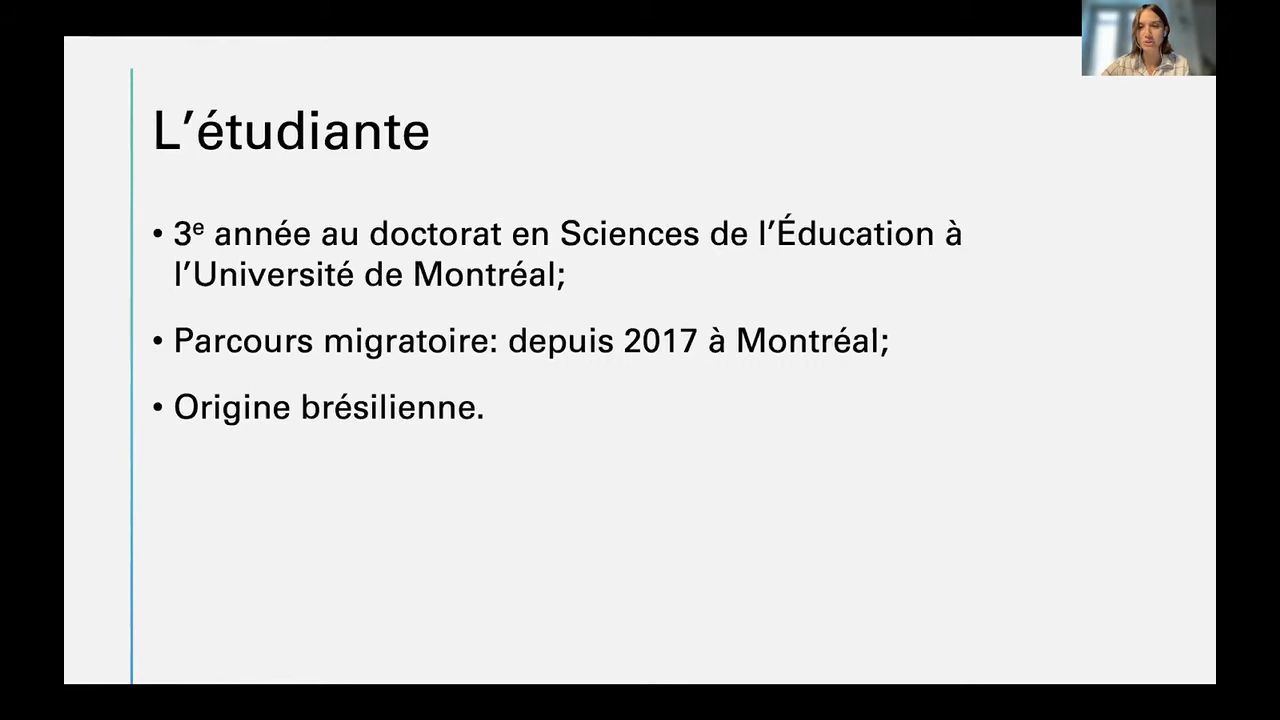 L’étudiante
• 3ᵉ année au doctorat en Sciences de l’Éducation à
l’Université de Montréal;
• Parcours migratoire: depuis 2017 à Montréal;
• Origine brésilienne.